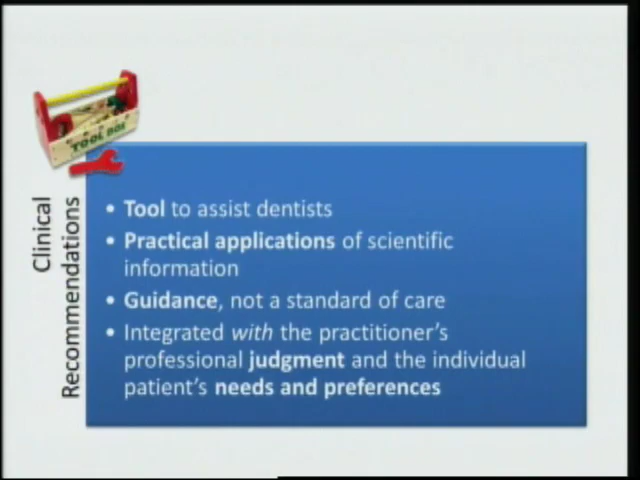 TOOL BOX
Clinical
Recommendations
• Tool to assist dentists
• Practical applications of scientific
information
• Guidance, not a standard of care
• Integrated with the practitioner's
professional judgment and the individual
patient's needs and preferences